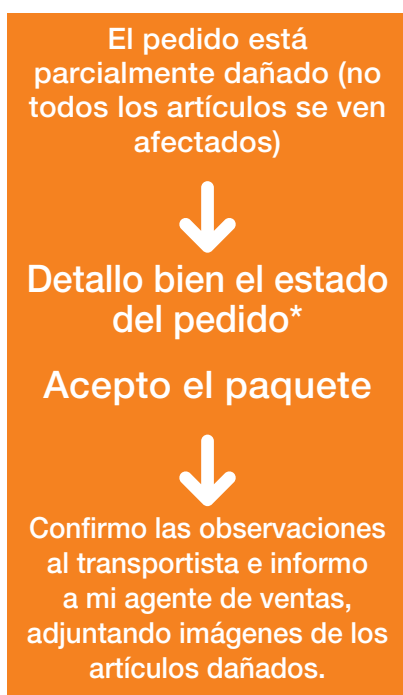 El pedido está
parcialmente dañado (no
todos los artículos se ven
afectados)
Detallo bien el estado
del pedido*
Acepto el paquete
Confirmo las observaciones
al transportista e informo
a mi agente de ventas,
adjuntando imágenes de los
artículos dañados.